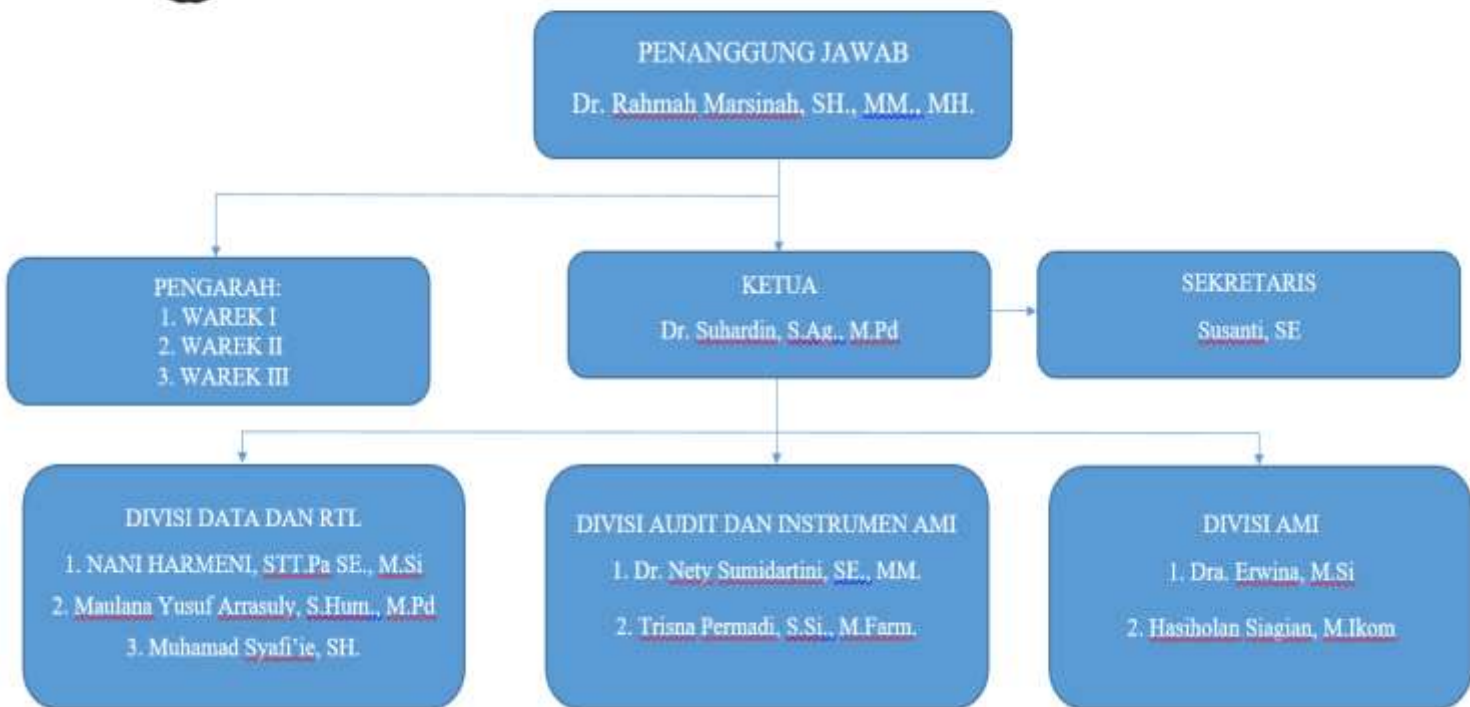 PENANGGUNG JAWAB
Dr. Rahmah Marsinah, SH., MM., MH.
PENGARAH:
1. WAREK I
2. WAREK II
3. WAREK III
KETUA
Dr. Suhardin, S.Ag., M.Pd
SEKRETARIS
Susanti, SE
DIVISI DATA DAN RTL
1. NANI HARMENI, STT.Pa SE., M.Si
2. Maulana Yusuf Arrasuly, S.Hum., M.Pd
3. Muhamad Syafi'ie, SH.
DIVISI AUDIT DAN INSTRUMEN AMI
1. Dr. Nety Sumidartini, SE., MM.
2. Trisna Permadi, S.Si., M.Farm.
DIVISI AMI
1. Dra. Erwina, M.Si
2. Hasiholan Siagian, M.Ikom